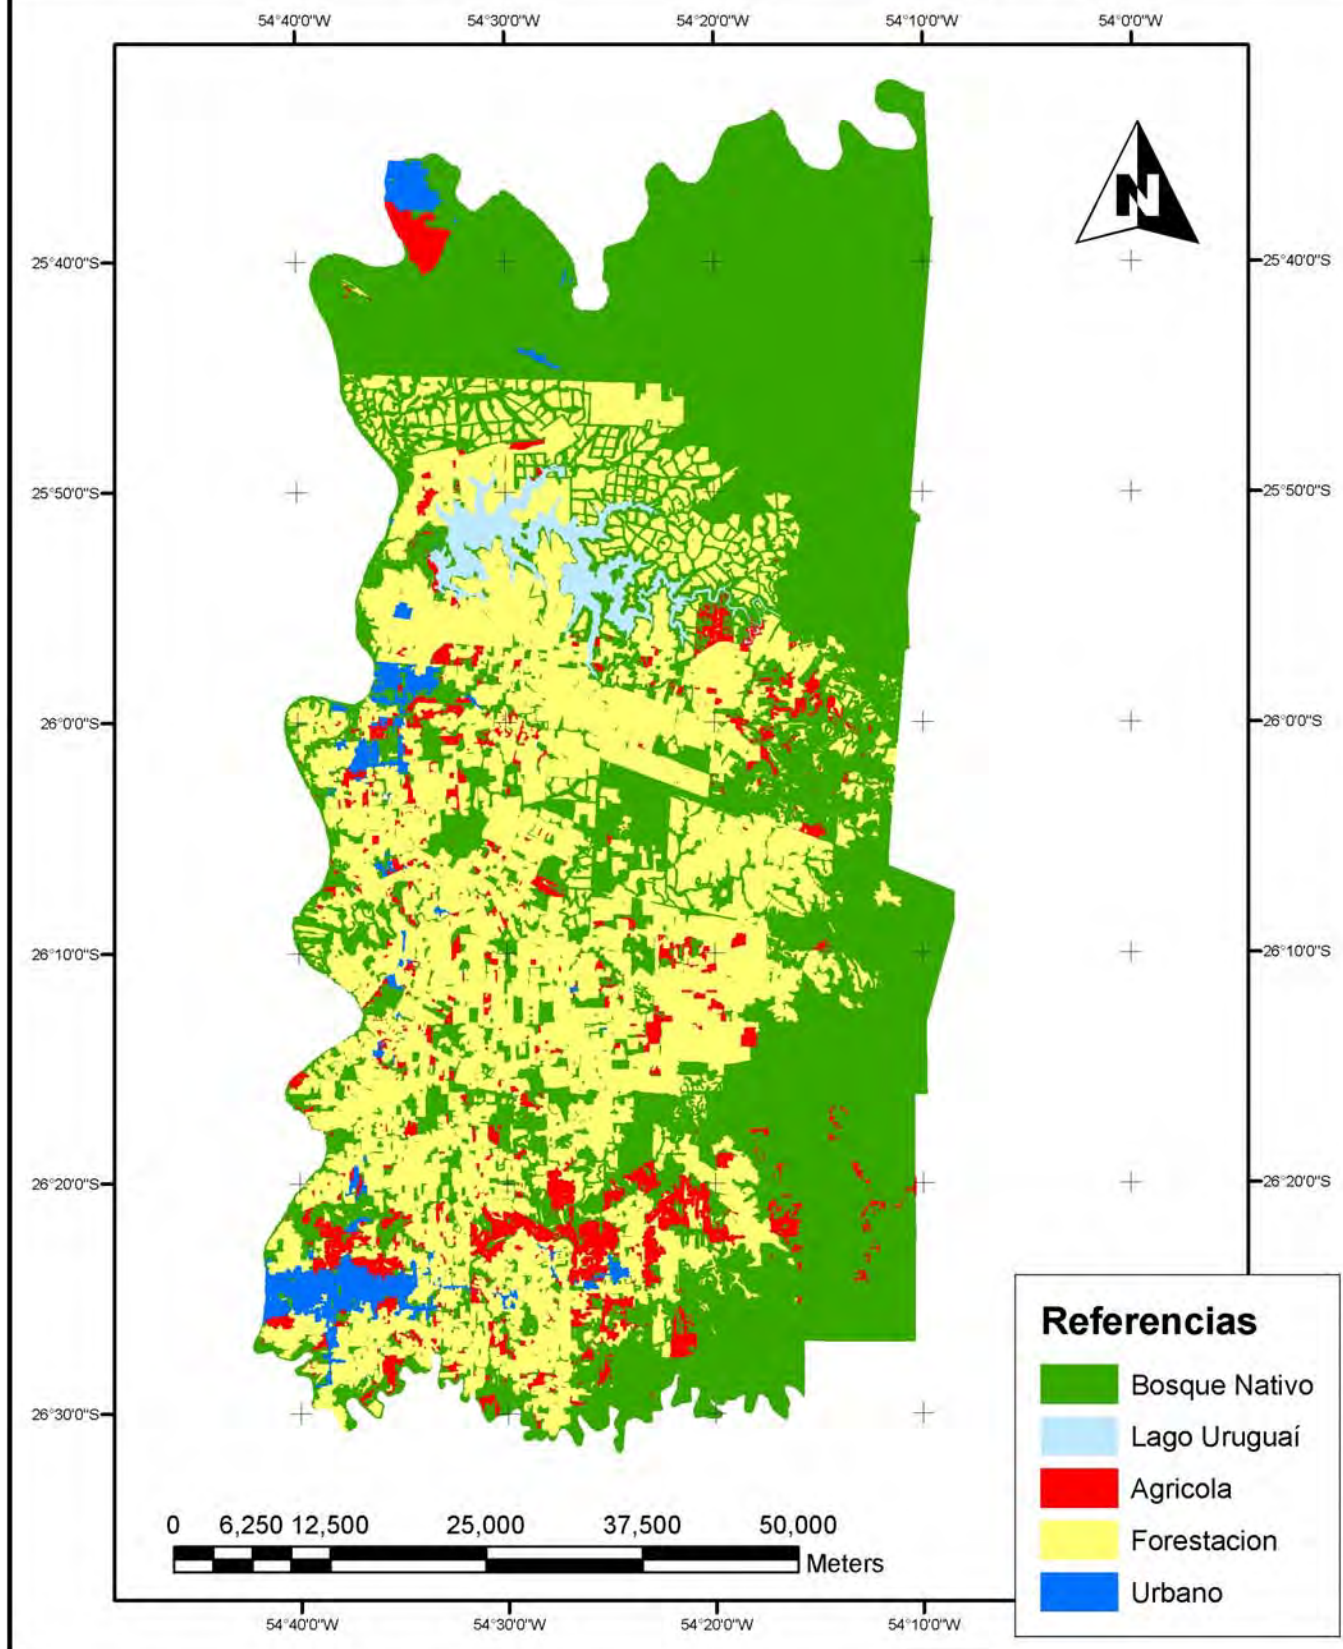 54°40'0"W 54°30'0"W 54°20'0"W 54°10'0"W 54°0'0"W
N
25°40'0"S 25°40'0"S
25°50'0"S 25°50'0"S
26°0'0"S 26°0'0"S
26°10'0"S 26°10'0"S
26°20'0"S 26°20'0"S
26°30'0"S
Referencias
Bosque Nativo
Lago Uruguaí
Agricola
Forestacion
Urbano
0 6,250 12,500 25,000 37,500 50,000
Meters
54°40'0"W 54°30'0"W 54°20'0"W 54°10'0"W